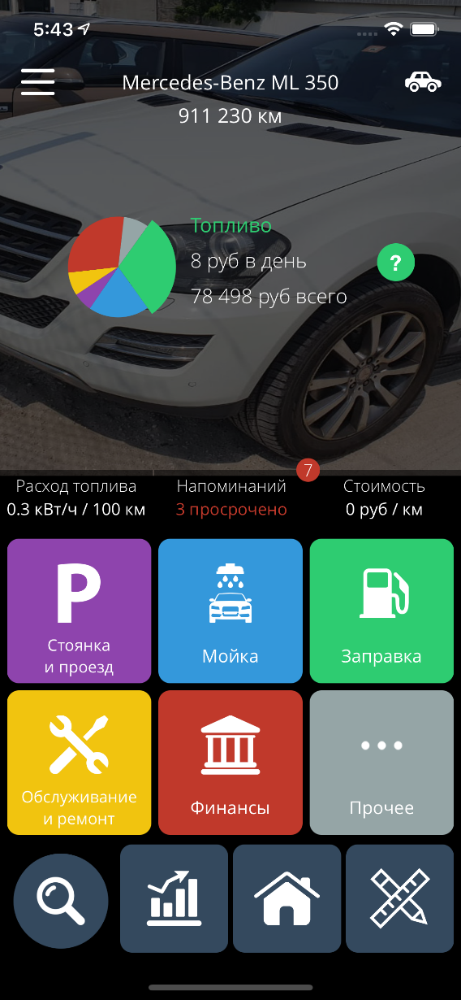 5:43
Mercedes-Benz ML 350
911 230 км
Топливо
8 руб в день
?
78 498 руб всего
7
Расход топлива
Напоминаний
Стоимость
0.3 кВт/ч / 100 км
3 просрочено
0 руб / км
P
Стоянка
и проезд
Мойка
Заправка
Обслуживание
и ремонт
Финансы
Прочее